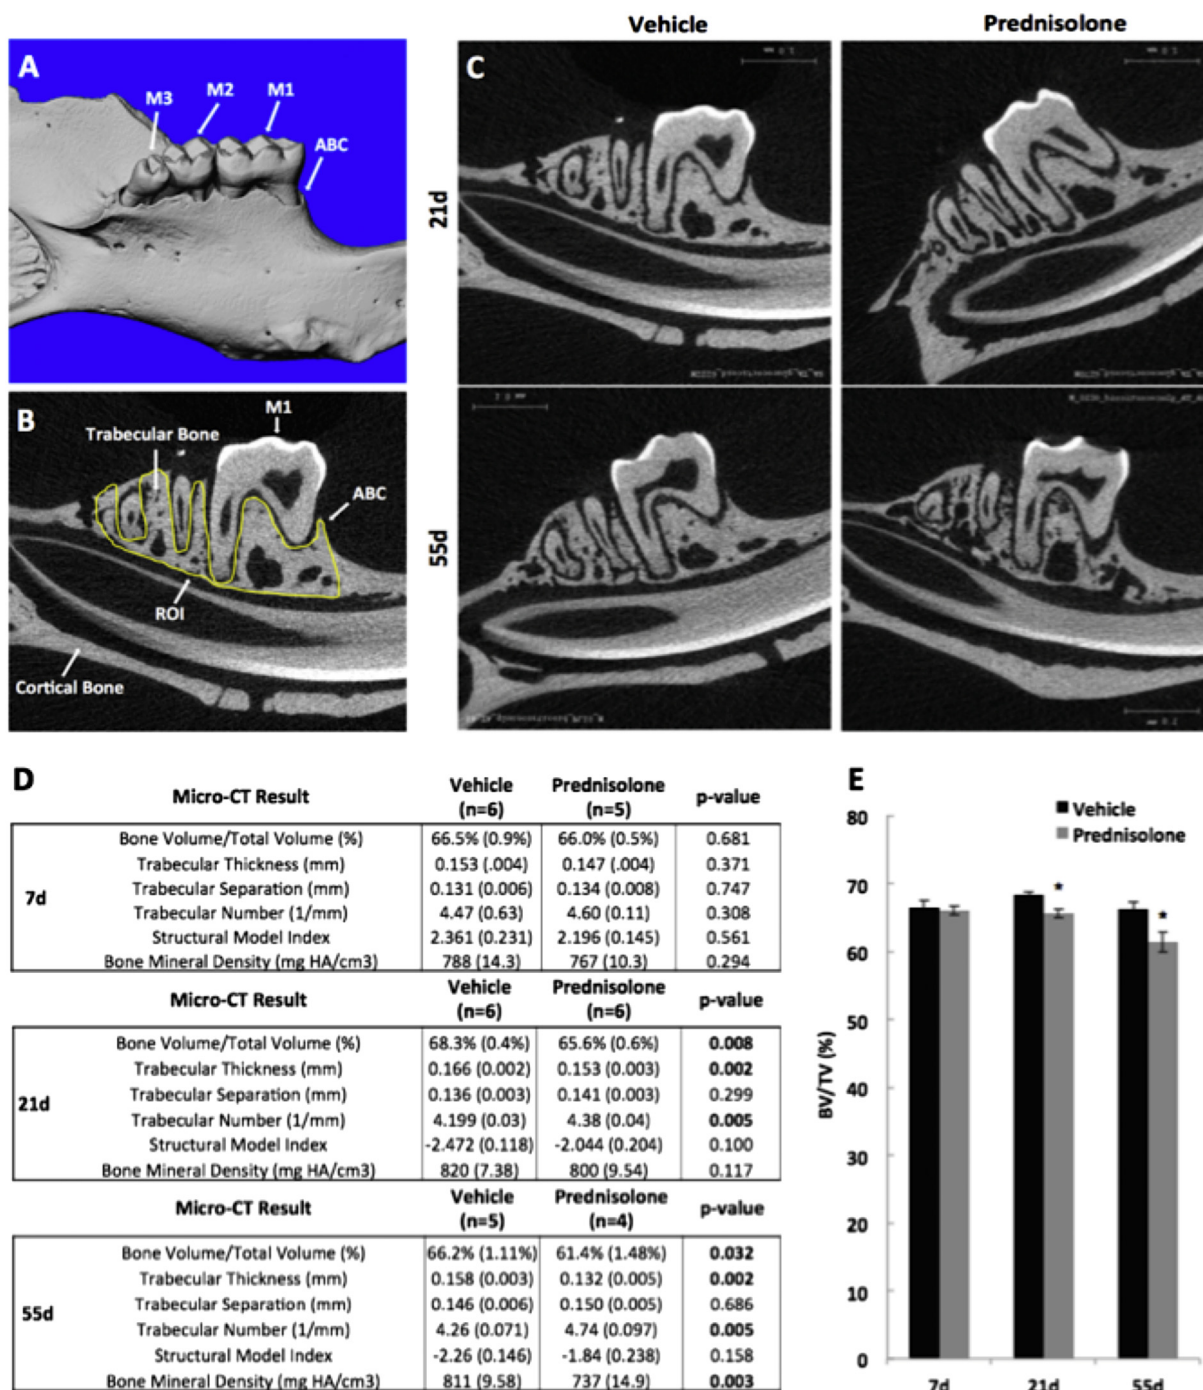 Vehicle Prednisolone
A
M3 M2 M1
ABC
C
21d
B
M1
Trabecular Bone
ABC
ROI
Cortical Bone
55d
D
Micro-CT Result Vehicle (n=6) Prednisolone (n=5) p-value
7d
Bone Volume/Total Volume (%) 66.5% (0.9%) 66.0% (0.5%) 0.681
Trabecular Thickness (mm) 0.153 (.004) 0.147 (.004) 0.371
Trabecular Separation (mm) 0.131 (0.006) 0.134 (0.008) 0.747
Trabecular Number (1/mm) 4.47 (0.63) 4.60 (0.11) 0.308
Structural Model Index 2.361 (0.231) 2.196 (0.145) 0.561
Bone Mineral Density (mg HA/cm3) 788 (14.3) 767 (10.3) 0.294
Micro-CT Result Vehicle (n=6) Prednisolone (n=6) p-value
21d
Bone Volume/Total Volume (%) 68.3% (0.4%) 65.6% (0.6%) 0.008
Trabecular Thickness (mm) 0.166 (0.002) 0.153 (0.003) 0.002
Trabecular Separation (mm) 0.136 (0.003) 0.141 (0.003) 0.299
Trabecular Number (1/mm) 4.199 (0.03) 4.38 (0.04) 0.005
Structural Model Index -2.472 (0.118) -2.044 (0.204) 0.100
Bone Mineral Density (mg HA/cm3) 820 (7.38) 800 (9.54) 0.117
Micro-CT Result Vehicle (n=5) Prednisolone (n=4) p-value
55d
Bone Volume/Total Volume (%) 66.2% (1.11%) 61.4% (1.48%) 0.032
Trabecular Thickness (mm) 0.158 (0.003) 0.132 (0.005) 0.002
Trabecular Separation (mm) 0.146 (0.006) 0.150 (0.005) 0.686
Trabecular Number (1/mm) 4.26 (0.071) 4.74 (0.097) 0.005
Structural Model Index -2.26 (0.146) -1.84 (0.238) 0.158
Bone Mineral Density (mg HA/cm3) 811 (9.58) 737 (14.9) 0.003
E
Vehicle
Prednisolone
BV/TV (%)
80
70
60
50
40
30
20
10
0
* *
7d 21d 55d